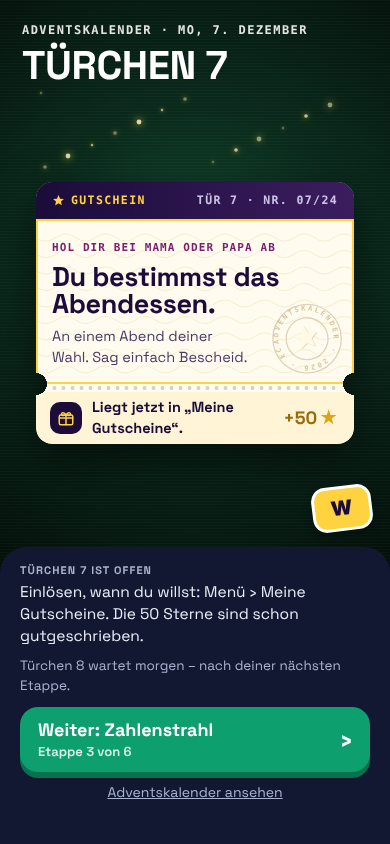 ADVENTSKALENDER · MO, 7. DEZEMBER
TÜRCHEN 7
GUTSCHEIN
TÜR 7 · NR. 07/24
HOL DIR BEI MAMA ODER PAPA AB
Du bestimmst das
Abendessen.
An einem Abend deiner
Wahl. Sag einfach Bescheid.
ADVENTSKALENDER
2026
Liegt jetzt in „Meine
Gutscheine“.
+50
W
TÜRCHEN 7 IST OFFEN
Einlösen, wann du willst: Menü › Meine
Gutscheine. Die 50 Sterne sind schon
gutgeschrieben.
Türchen 8 wartet morgen – nach deiner nächsten
Etappe.
Weiter: Zahlenstrahl
Etappe 3 von 6
Adventskalender ansehen